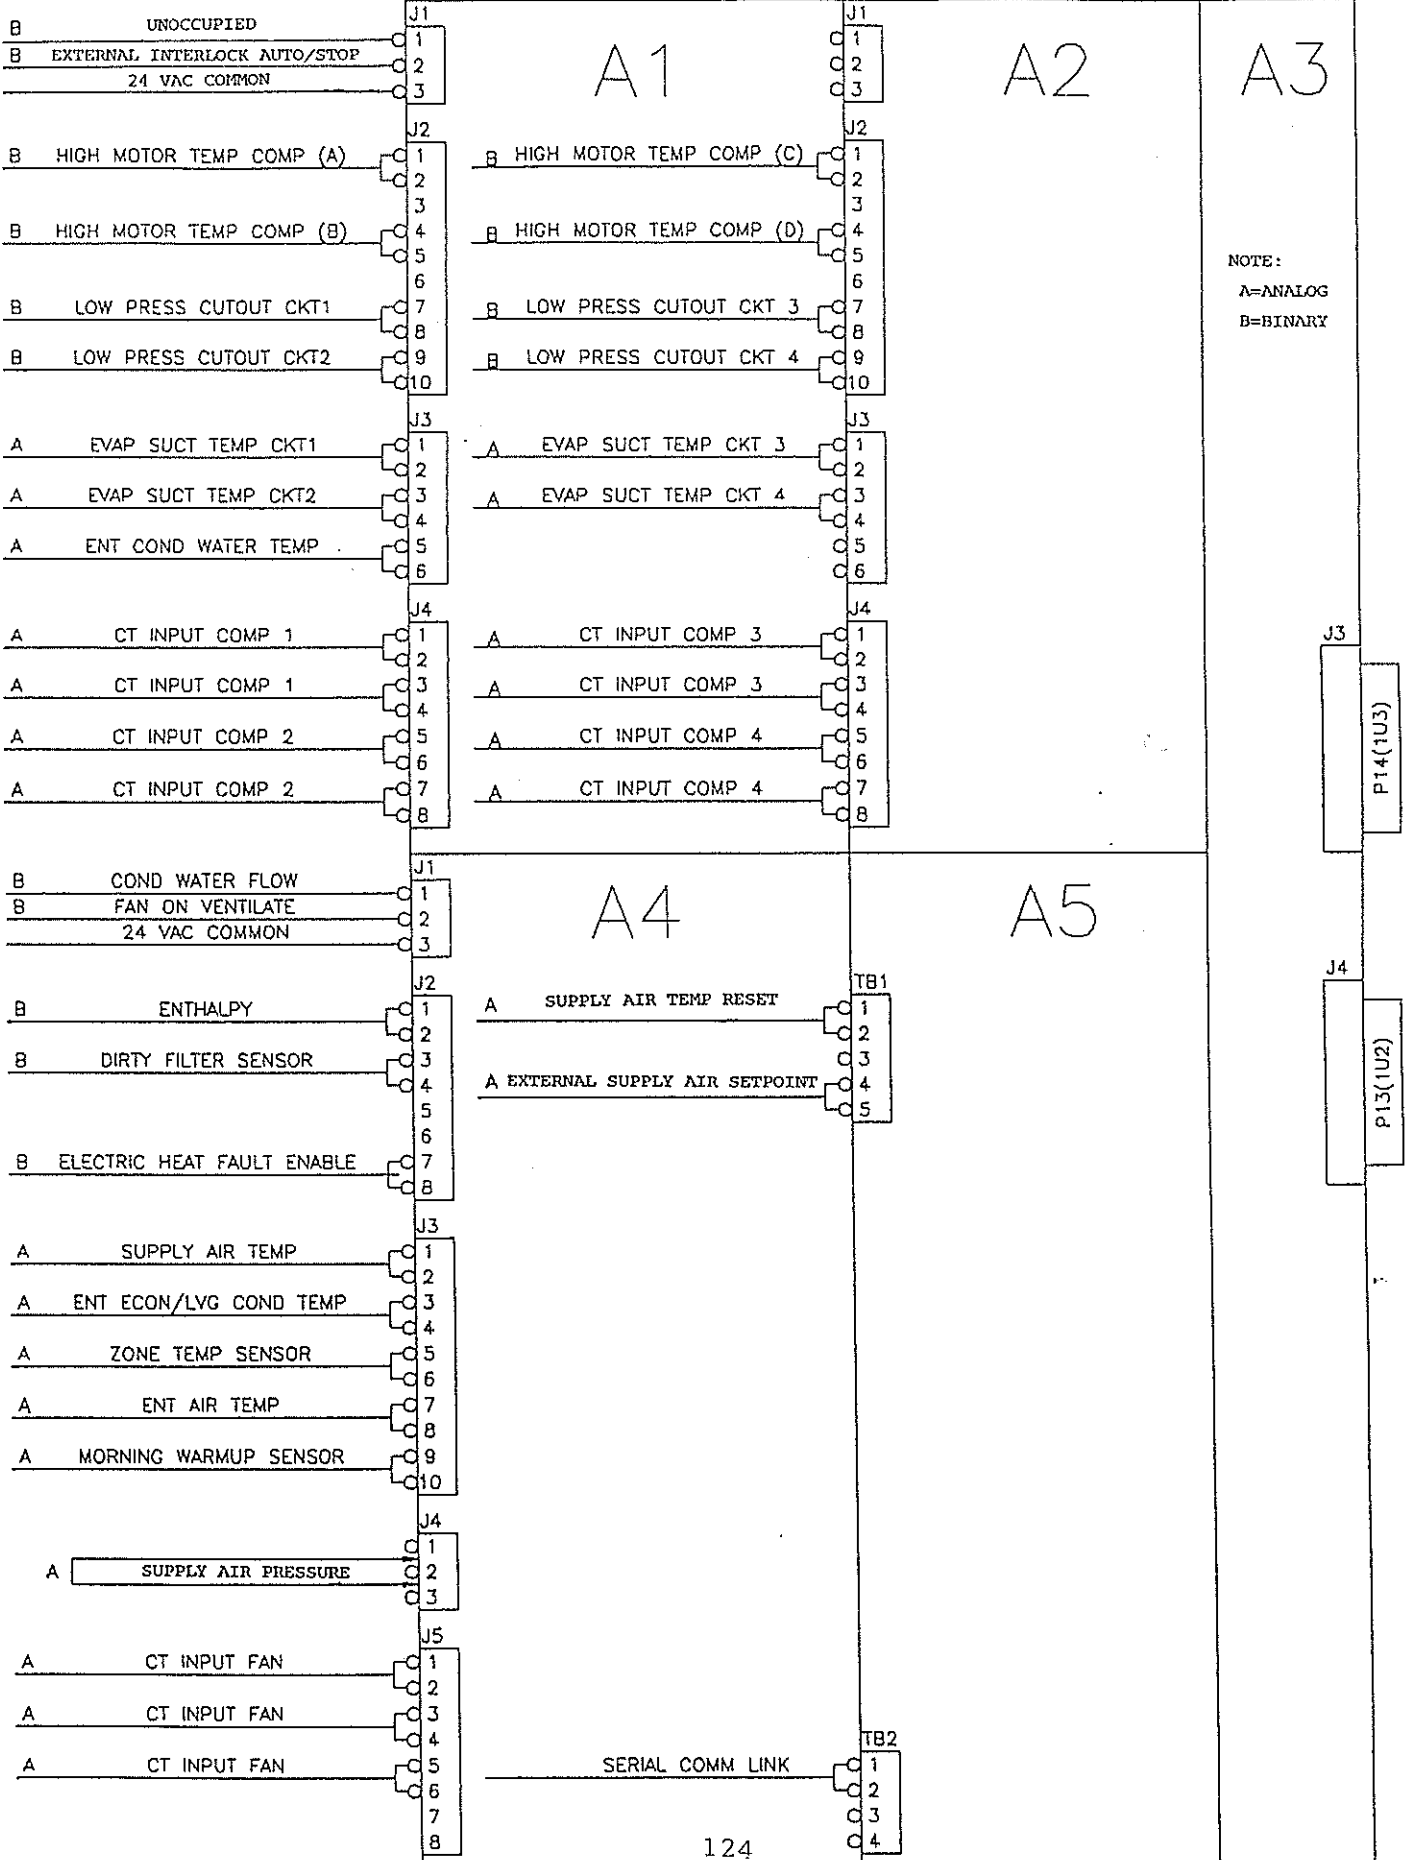 J1
B UNOCCUPIED 1
B EXTERNAL INTERLOCK AUTO/STOP 2
24 VAC COMMON 3
J2
B HIGH MOTOR TEMP COMP (A) 1
2
3
B HIGH MOTOR TEMP COMP (B) 4
5
6
B LOW PRESS CUTOUT CKT1 7
8
B LOW PRESS CUTOUT CKT2 9
10
J3
A EVAP SUCT TEMP CKT1 1
2
A EVAP SUCT TEMP CKT2 3
4
A ENT COND WATER TEMP 5
6
J4
A CT INPUT COMP 1 1
2
A CT INPUT COMP 1 3
4
A CT INPUT COMP 2 5
6
A CT INPUT COMP 2 7
8
A1
J1
1
2
3
J2
B HIGH MOTOR TEMP COMP (C) 1
2
3
B HIGH MOTOR TEMP COMP (D) 4
5
6
B LOW PRESS CUTOUT CKT 3 7
8
B LOW PRESS CUTOUT CKT 4 9
10
J3
A EVAP SUCT TEMP CKT 3 1
2
A EVAP SUCT TEMP CKT 4 3
4
5
6
J4
A CT INPUT COMP 3 1
2
A CT INPUT COMP 3 3
4
A CT INPUT COMP 4 5
6
A CT INPUT COMP 4 7
8
A2
A3
NOTE:
A=ANALOG
B=BINARY
J3
P14(1U3)
J4
P13(1U2)
J1
B COND WATER FLOW 1
B FAN ON VENTILATE 2
24 VAC COMMON 3
J2
B ENTHALPY 1
2
B DIRTY FILTER SENSOR 3
4
5
6
B ELECTRIC HEAT FAULT ENABLE 7
8
J3
A SUPPLY AIR TEMP 1
2
A ENT ECON/LVG COND TEMP 3
4
A ZONE TEMP SENSOR 5
6
A ENT AIR TEMP 7
8
A MORNING WARMUP SENSOR 9
10
J4
1
A SUPPLY AIR PRESSURE 2
3
J5
A CT INPUT FAN 1
2
A CT INPUT FAN 3
4
A CT INPUT FAN 5
6
7
8
A4
TB1
A SUPPLY AIR TEMP RESET 1
2
3
A EXTERNAL SUPPLY AIR SETPOINT 4
5
TB2
SERIAL COMM LINK 1
2
3
4
A5
124